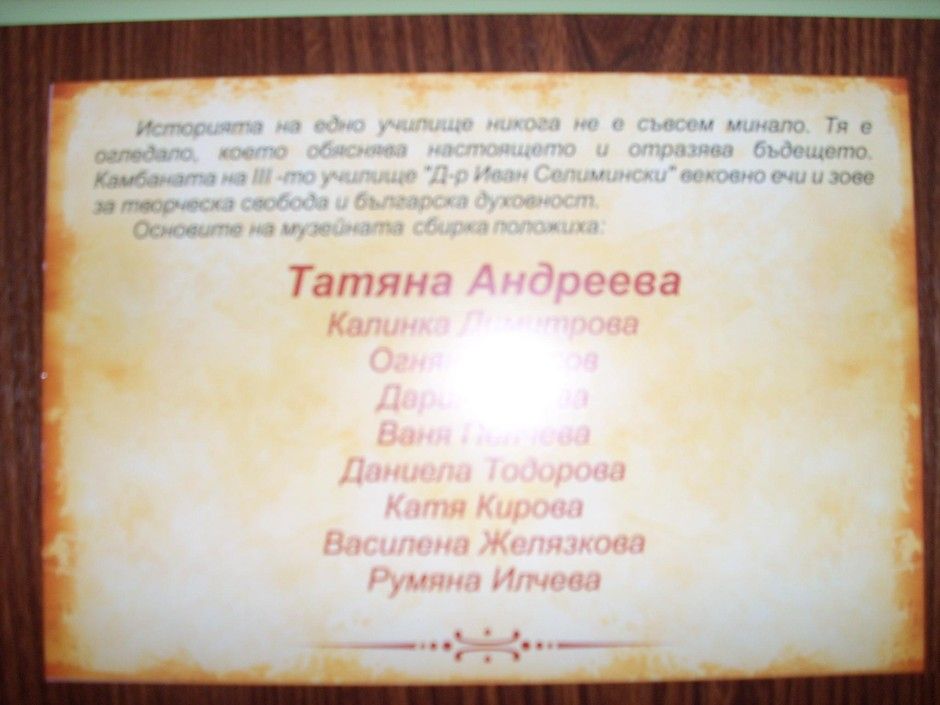 Историята на едно училище никога не е съвсем минало. Тя е
огледало, което обяснява настоящето и отразява бъдещето.
Камбаната на III -то училище "Д-р Иван Селимински" вековно ечи и зове
за творческа свобода и българска духовност.
Основите на музейната сбирка положиха:
Татяна Андреева
Калинка Димитрова
Ваня
Даниела Тодорова
Катя Кирова
Василена Желязкова
Румяна Илчева